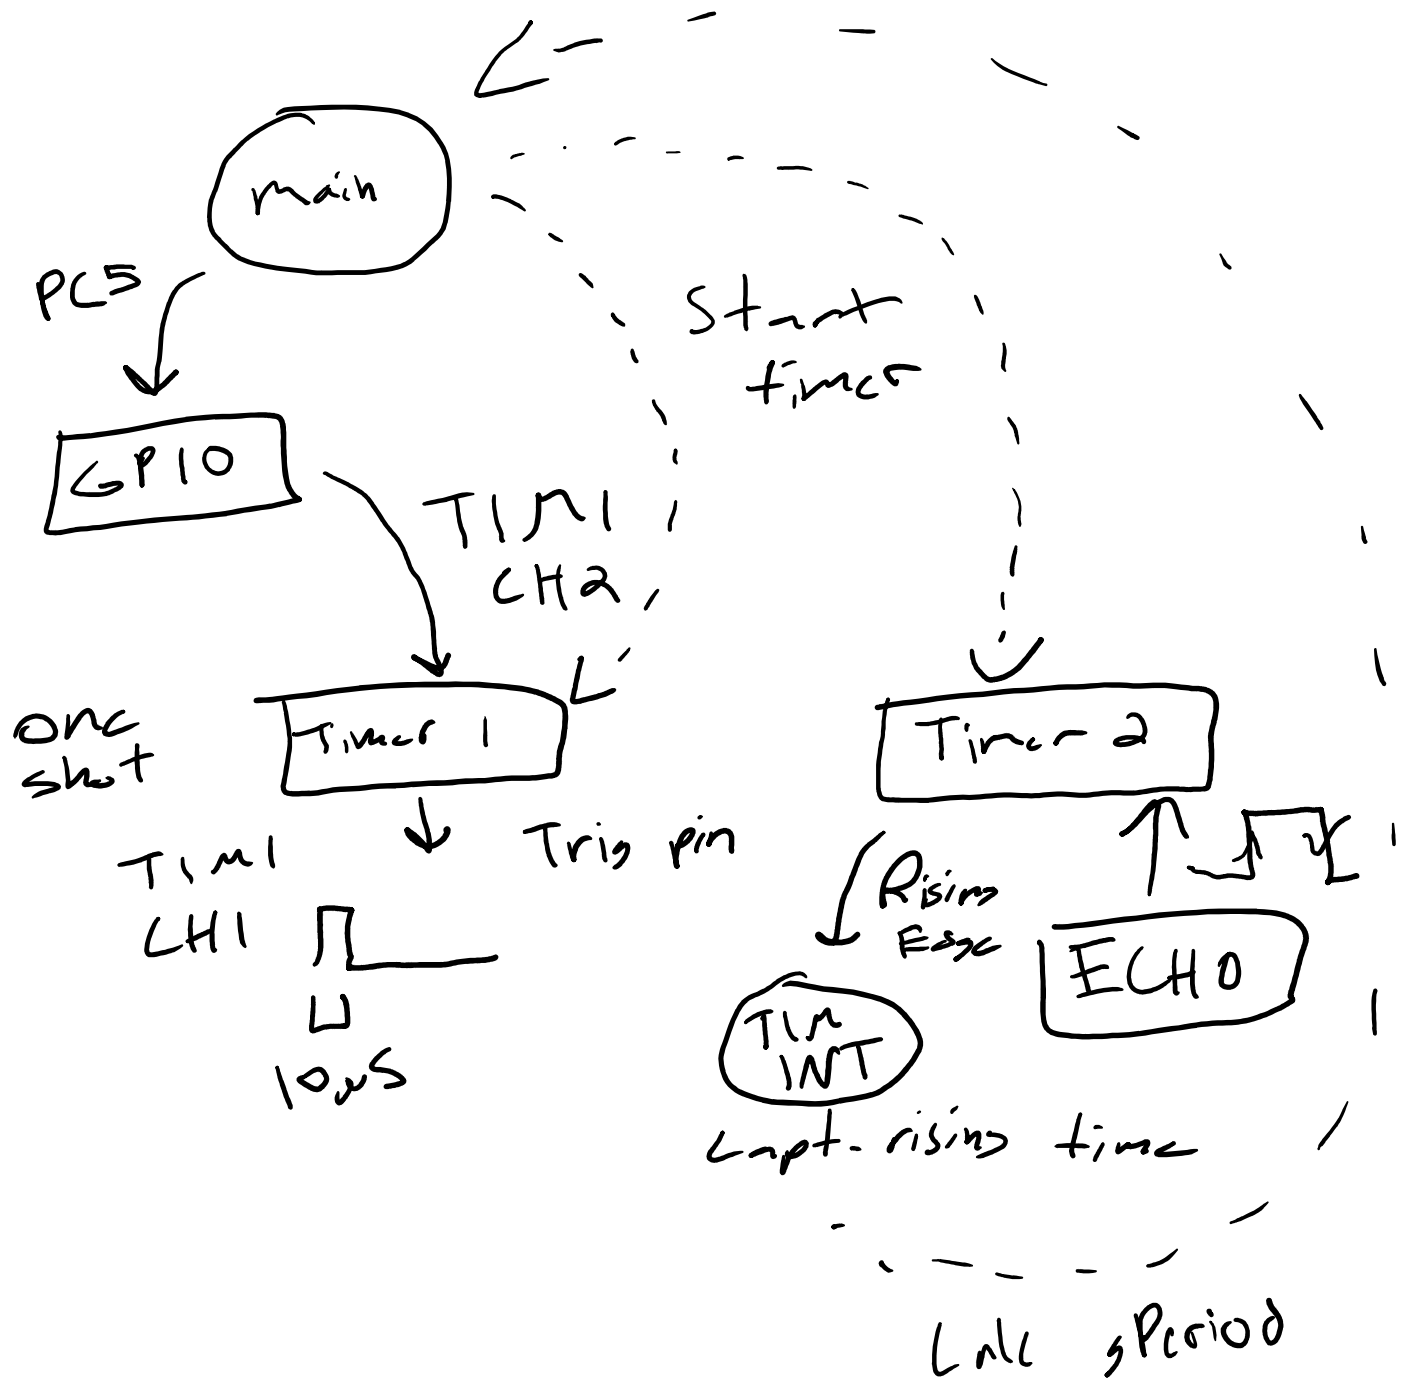 main
PC5
Start
timer
GPIO
TIM1
CH2
one
shot
Timer 1
Timer 2
TIM1
CH1
Trig pin
Rising
Edge
ECHO
10µs
TIM
INT
Capt. rising time
Calc Period